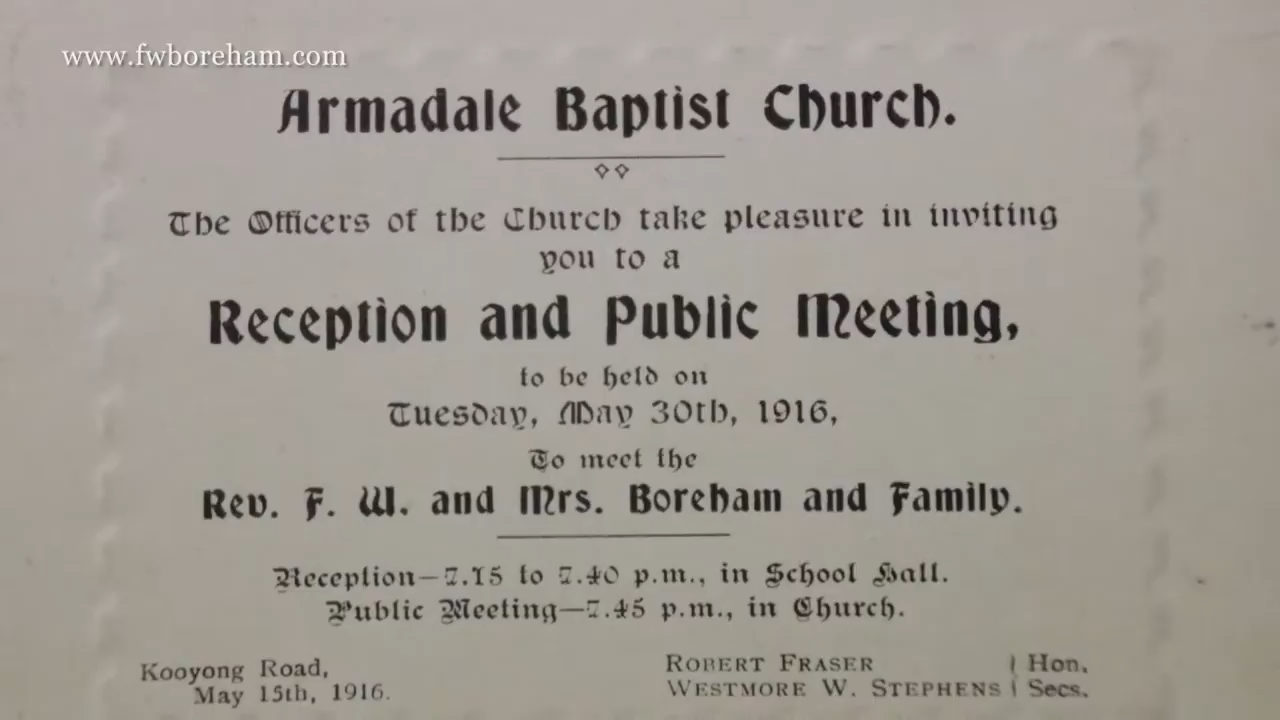 www.fwboreham.com
Armadale Baptist Church.
The Officers of the Church take pleasure in inviting
you to a
Reception and Public Meeting,
to be held on
Tuesday, May 30th, 1916,
To meet the
Rev. F. W. and Mrs. Boreham and Family.
Reception—7.15 to 7.40 p.m., in School Hall.
Public Meeting—7.45 p.m., in Church.
Kooyong Road,
May 15th, 1916.
ROBERT FRASER
WESTMORE W. STEPHENS
Hon.
Secs.